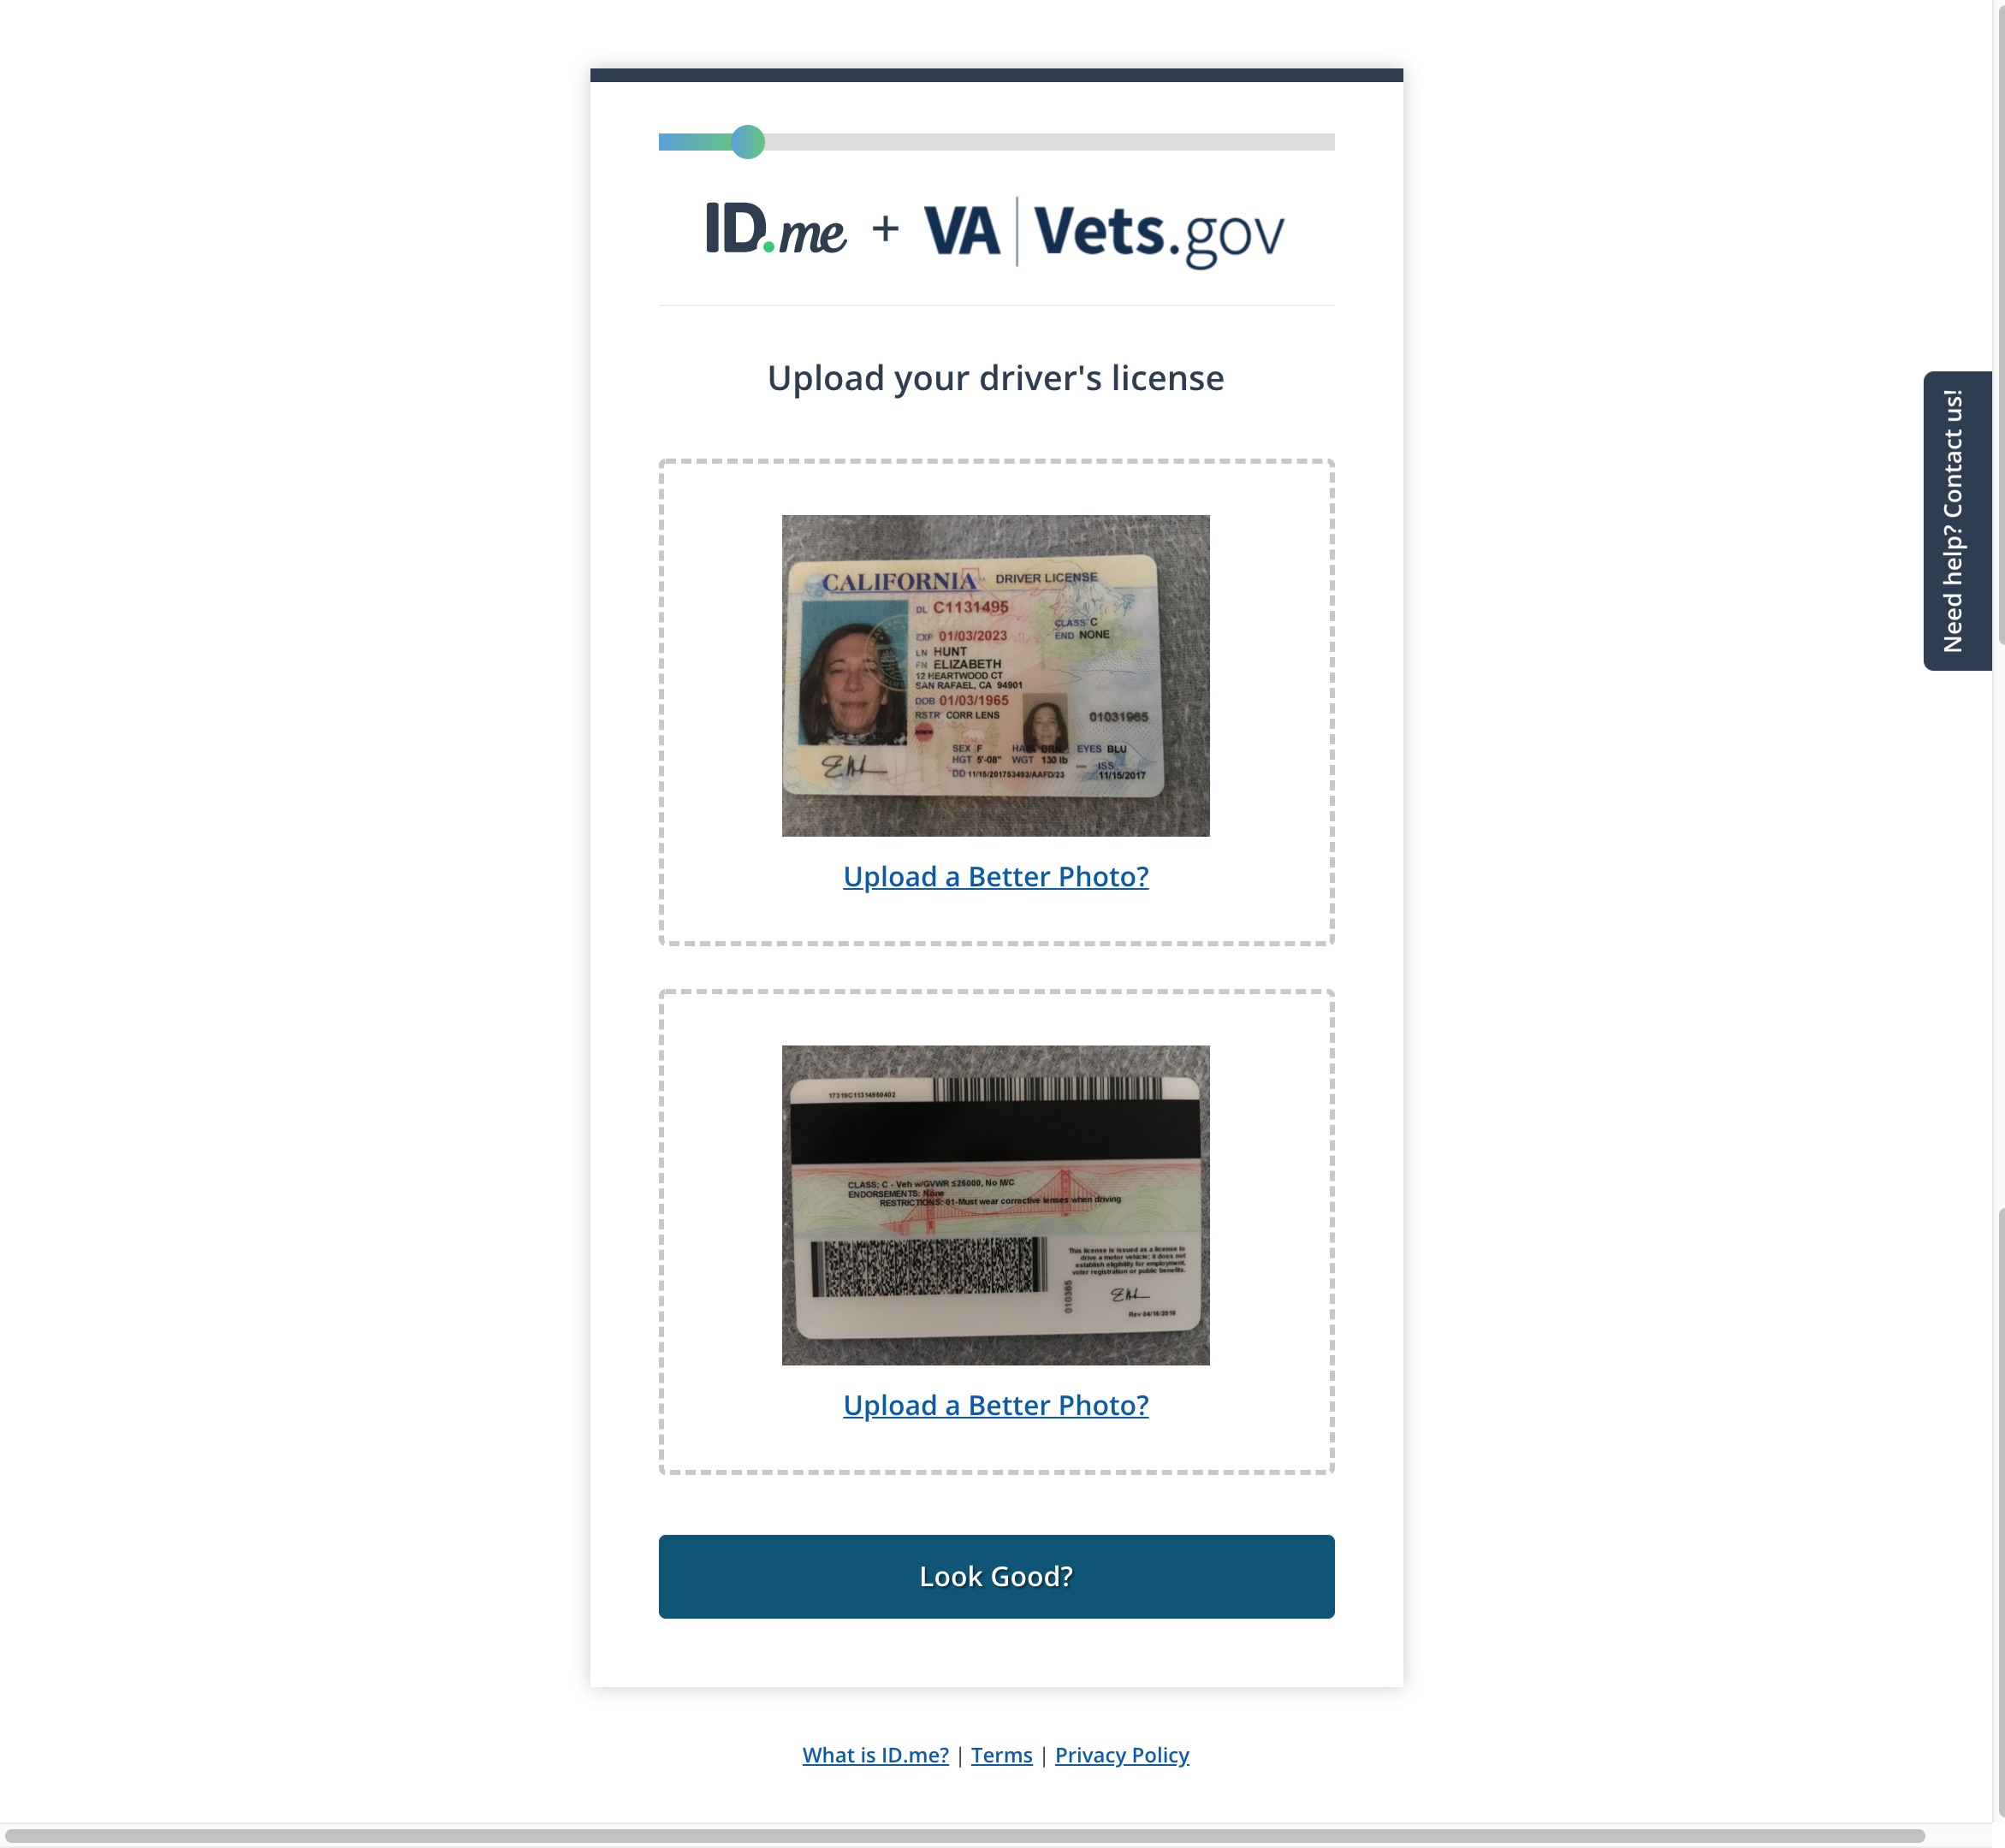 ID.me + VA | Vets.gov
Upload your driver's license
CALIFORNIA DRIVER LICENSE
DL C1131495
CLASS C
EXP 01/03/2023
END NONE
LN HUNT
FN ELIZABETH
12 HEARTWOOD CT
SAN RAFAEL, CA 94901
DOB 01/03/1965
RSTR CORR LENS
01031965
SEX F HAIR BRN EYES BLU
HGT 5'-08" WGT 130 lb
ISS
DD 11/15/201753493/AAFD/23 11/15/2017
Upload a Better Photo?
17319C11314950402
CLASS: C - Veh w/GVWR ≤26000, No M/C
ENDORSEMENTS: None
RESTRICTIONS: 01-Must wear corrective lenses when driving
This license is issued as a license to
drive a motor vehicle; it does not
establish eligibility for employment,
voter registration or public benefits.
010365
Rev 04/16/2010
Upload a Better Photo?
Look Good?
What is ID.me? | Terms | Privacy Policy
Need help? Contact us!